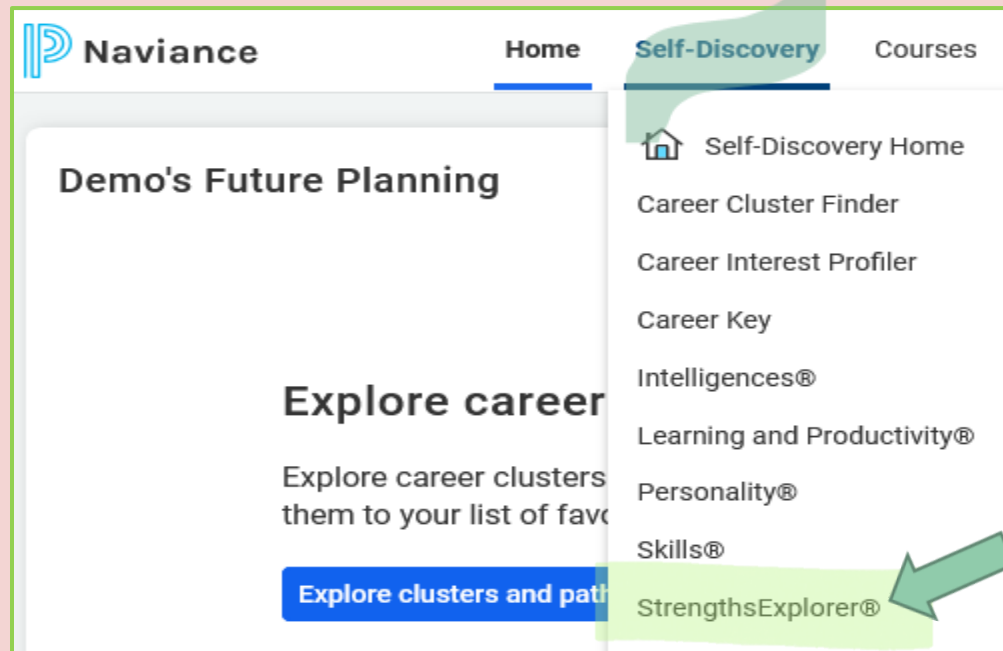 Naviance
Home Self-Discovery Courses
Self-Discovery Home
Career Cluster Finder
Career Interest Profiler
Career Key
Intelligences®
Learning and Productivity®
Personality®
Skills®
StrengthsExplorer®
Demo's Future Planning
Explore career
Explore career clusters
them to your list of
Explore clusters and